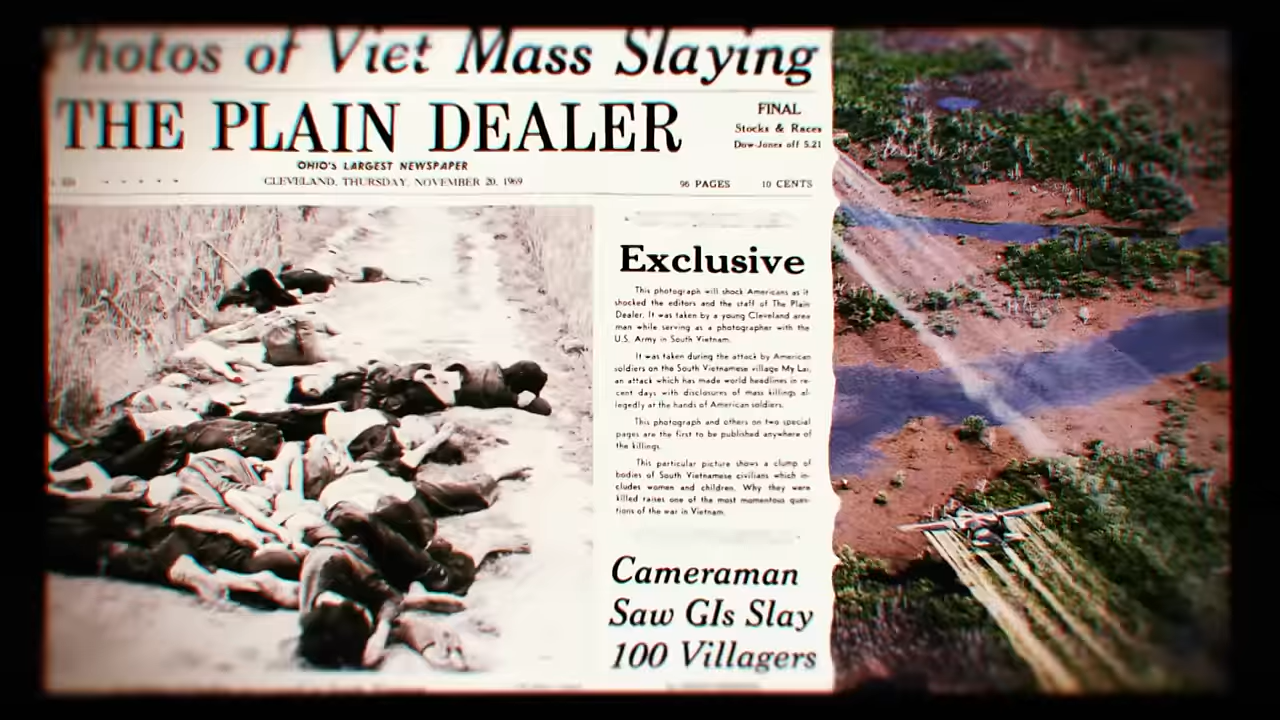 Photos of Viet Mass Slaying
THE PLAIN DEALER
FINAL
Stocks & Races
Dow-Jones off 5.21
OHIO'S LARGEST NEWSPAPER
CLEVELAND, THURSDAY, NOVEMBER 20, 1969
96 PAGES
10 CENTS
Exclusive
This photograph will shock Americans as it
shocked the editors and the staff of The Plain
Dealer. It was taken by a young Cleveland area
man while serving as a photographer with the
U.S. Army in South Vietnam.
It was taken during the attack by American
soldiers on the South Vietnamese village My Lai,
an attack which has made world headlines in re-
cent days with disclosures of mass killings al-
legedly at the hands of American soldiers.
This photograph and others on two special
pages are the first to be published anywhere of
the killings.
This particular picture shows a clump of
bodies of South Vietnamese civilians which in-
cludes women and children. Why they were
killed raises one of the most momentous ques-
tions of the war in Vietnam.
Cameraman
Saw GIs Slay
100 Villagers